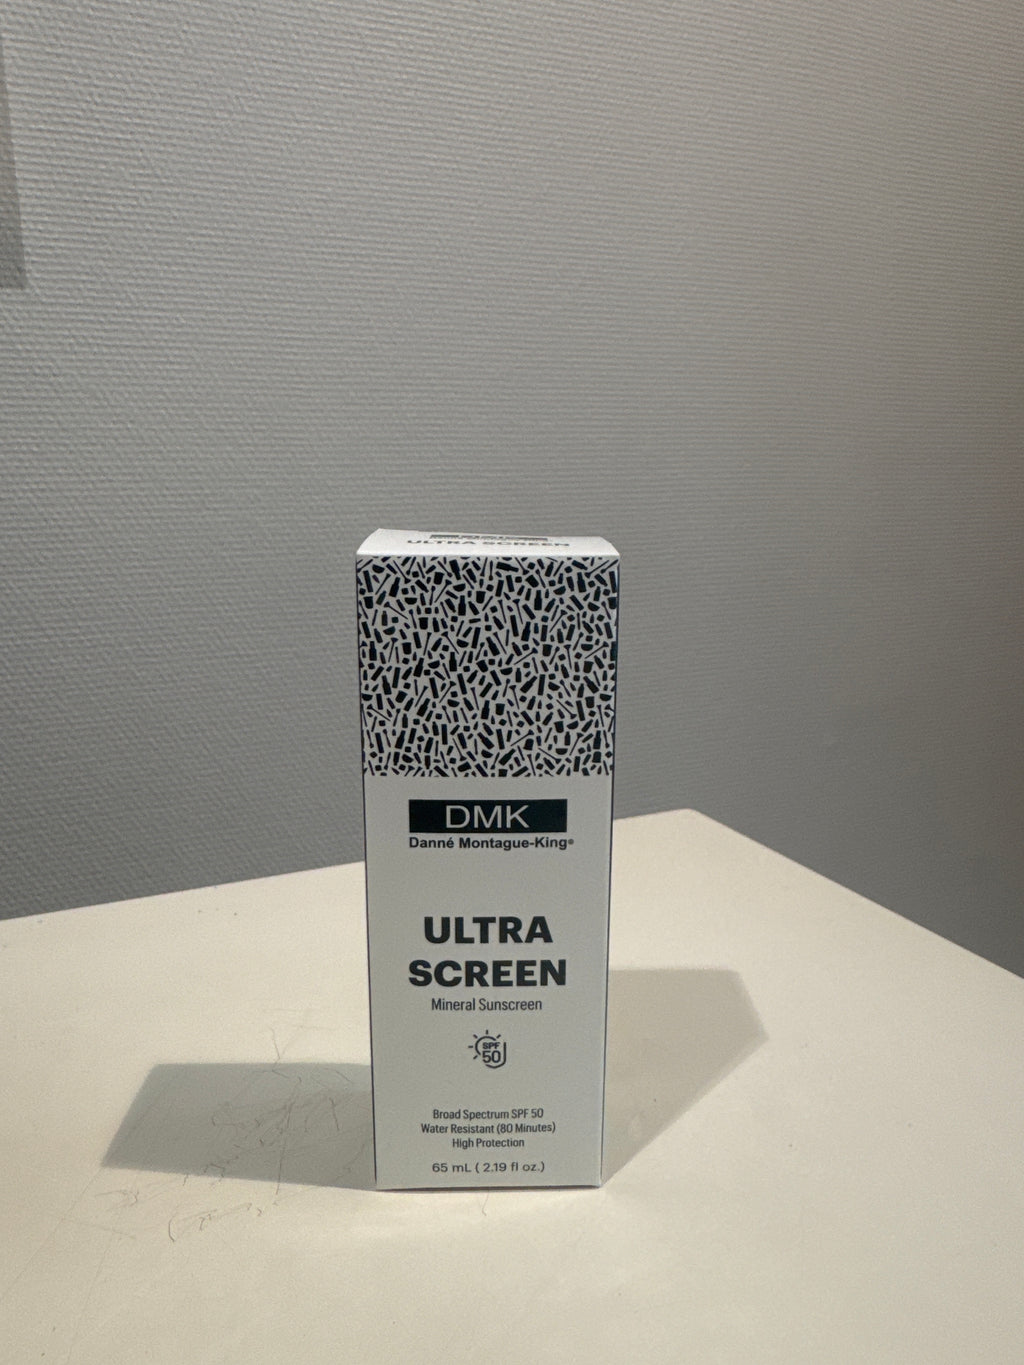 ULTRA SCREEN
DMK
Danné Montague-King®
ULTRA
SCREEN
Mineral Sunscreen
SPF
50
Broad Spectrum SPF 50
Water Resistant (80 Minutes)
High Protection
65 mL ( 2.19 fl oz.)